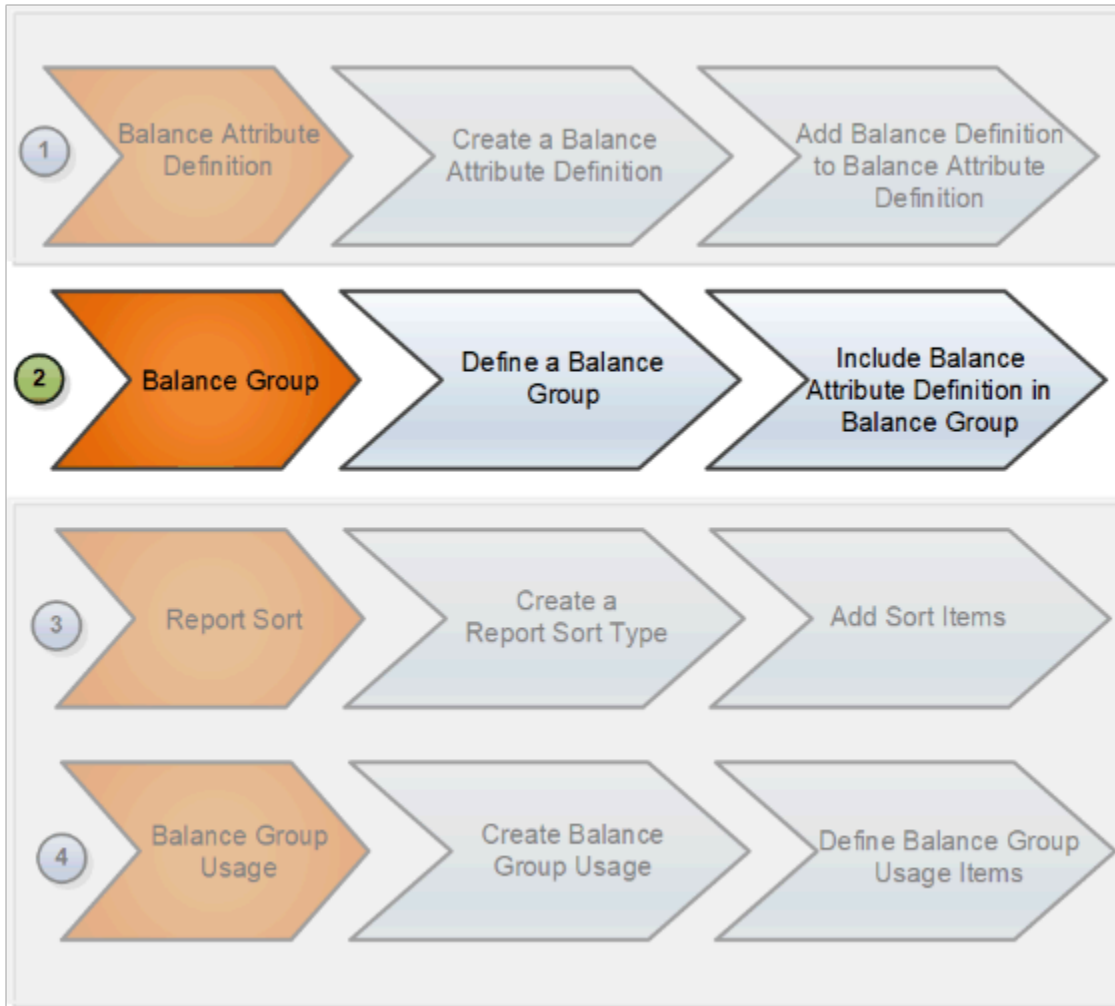 1
Balance Attribute
Definition
Create a Balance
Attribute Definition
Add Balance Definition
to Balance Attribute
Definition
2
Balance Group
Define a Balance
Group
Include Balance
Attribute Definition in
Balance Group
3
Report Sort
Create a
Report Sort Type
Add Sort Items
4
Balance Group
Usage
Create Balance
Group Usage
Define Balance Group
Usage Items